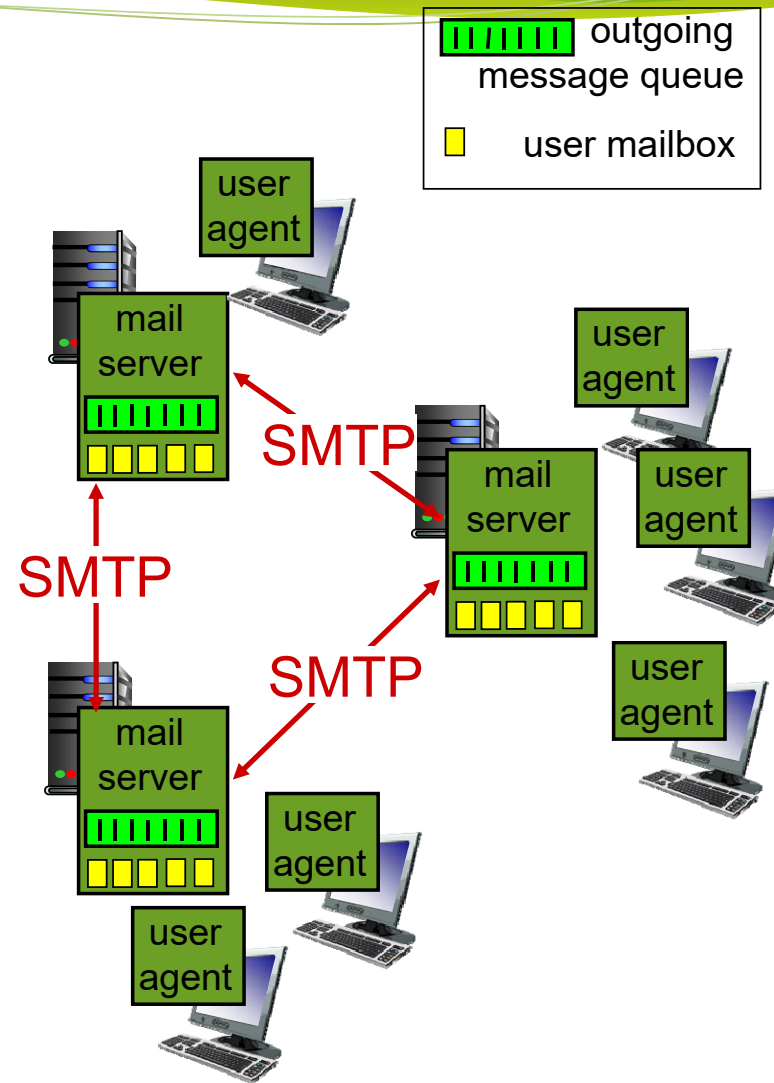 outgoing
message queue
user mailbox
user
agent
mail
server
SMTP
user
agent
mail
server
user
agent
SMTP
SMTP
user
agent
mail
server
user
agent
user
agent